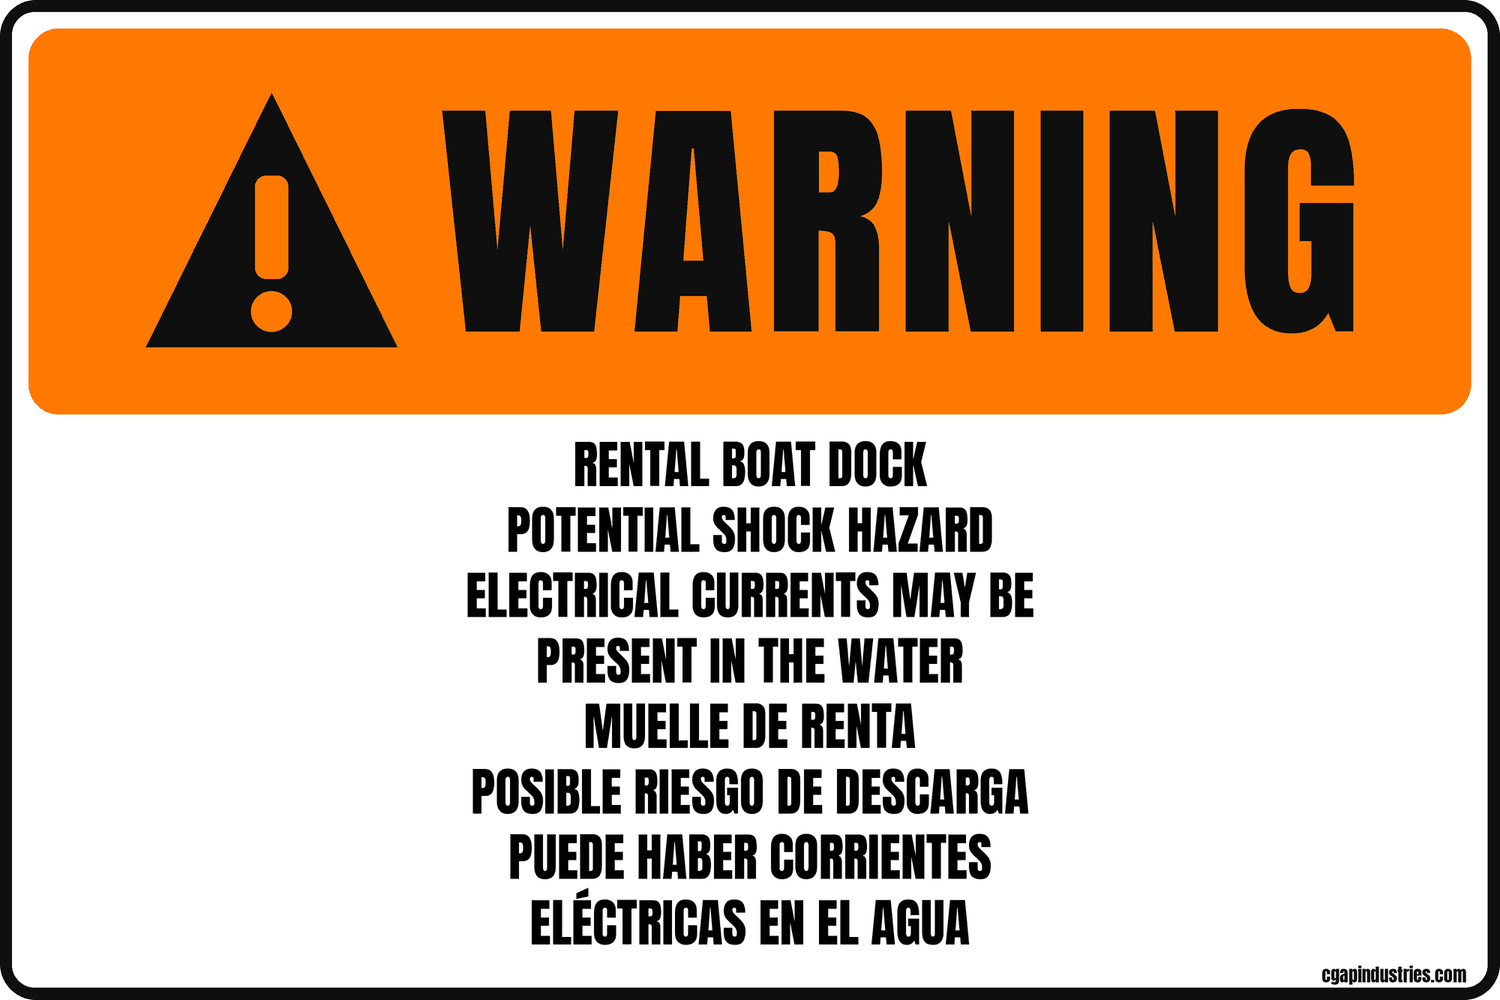 WARNING
RENTAL BOAT DOCK
POTENTIAL SHOCK HAZARD
ELECTRICAL CURRENTS MAY BE
PRESENT IN THE WATER
MUELLE DE RENTA
POSIBLE RIESGO DE DESCARGA
PUEDE HABER CORRIENTES
ELÉCTRICAS EN EL AGUA
cgapindustries.com